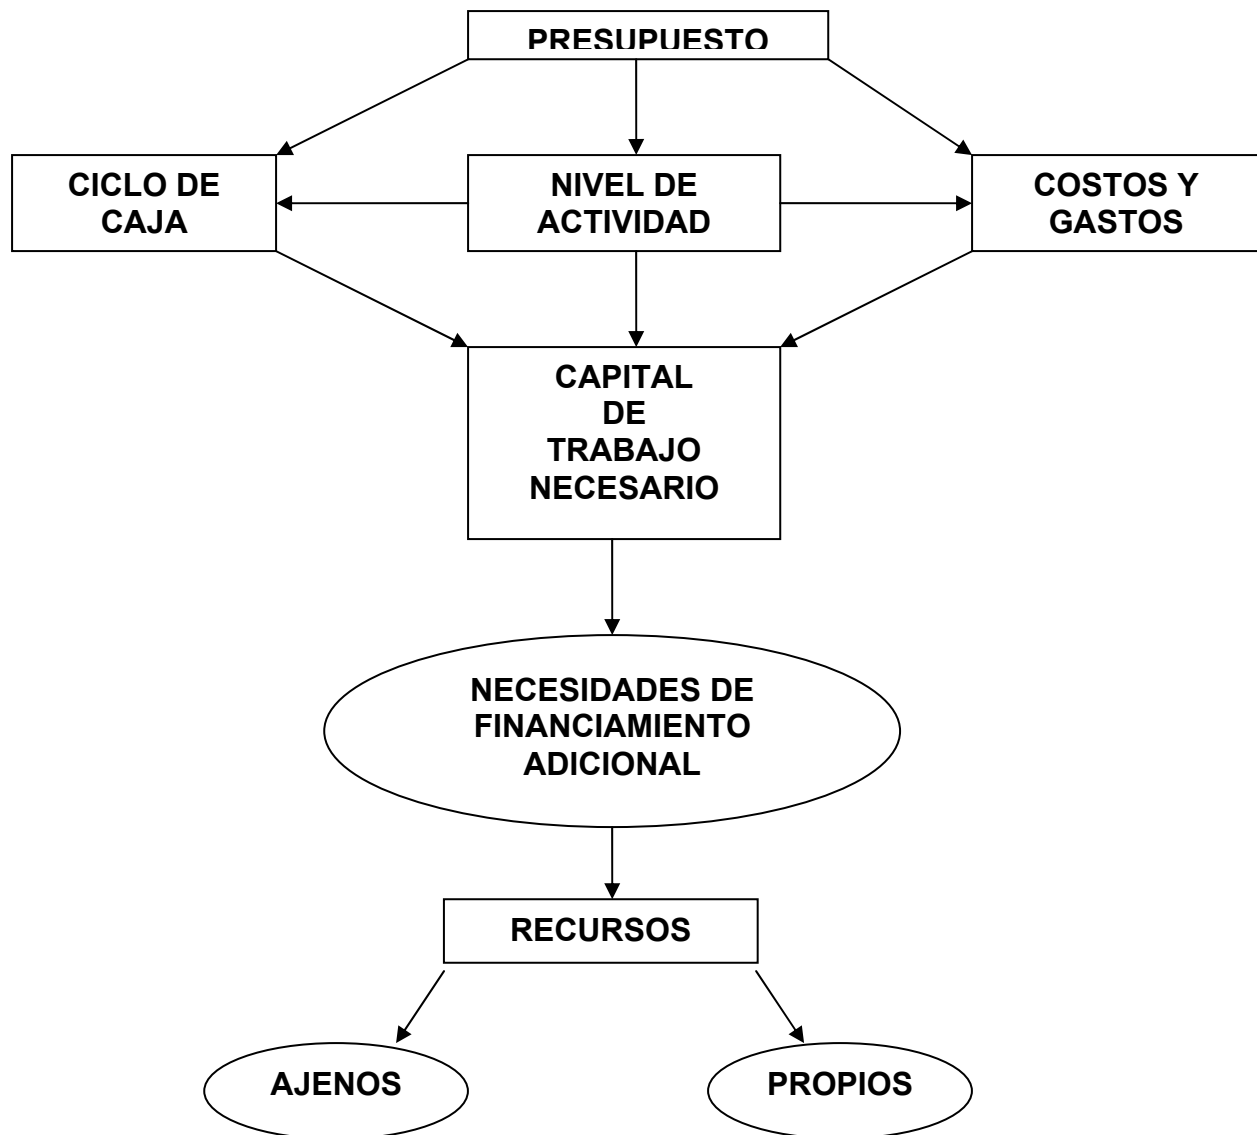 PRESUPUESTO
CICLO DE
CAJA
NIVEL DE
ACTIVIDAD
COSTOS Y
GASTOS
CAPITAL
DE
TRABAJO
NECESARIO
NECESIDADES DE
FINANCIAMIENTO
ADICIONAL
RECURSOS
AJENOS
PROPIOS